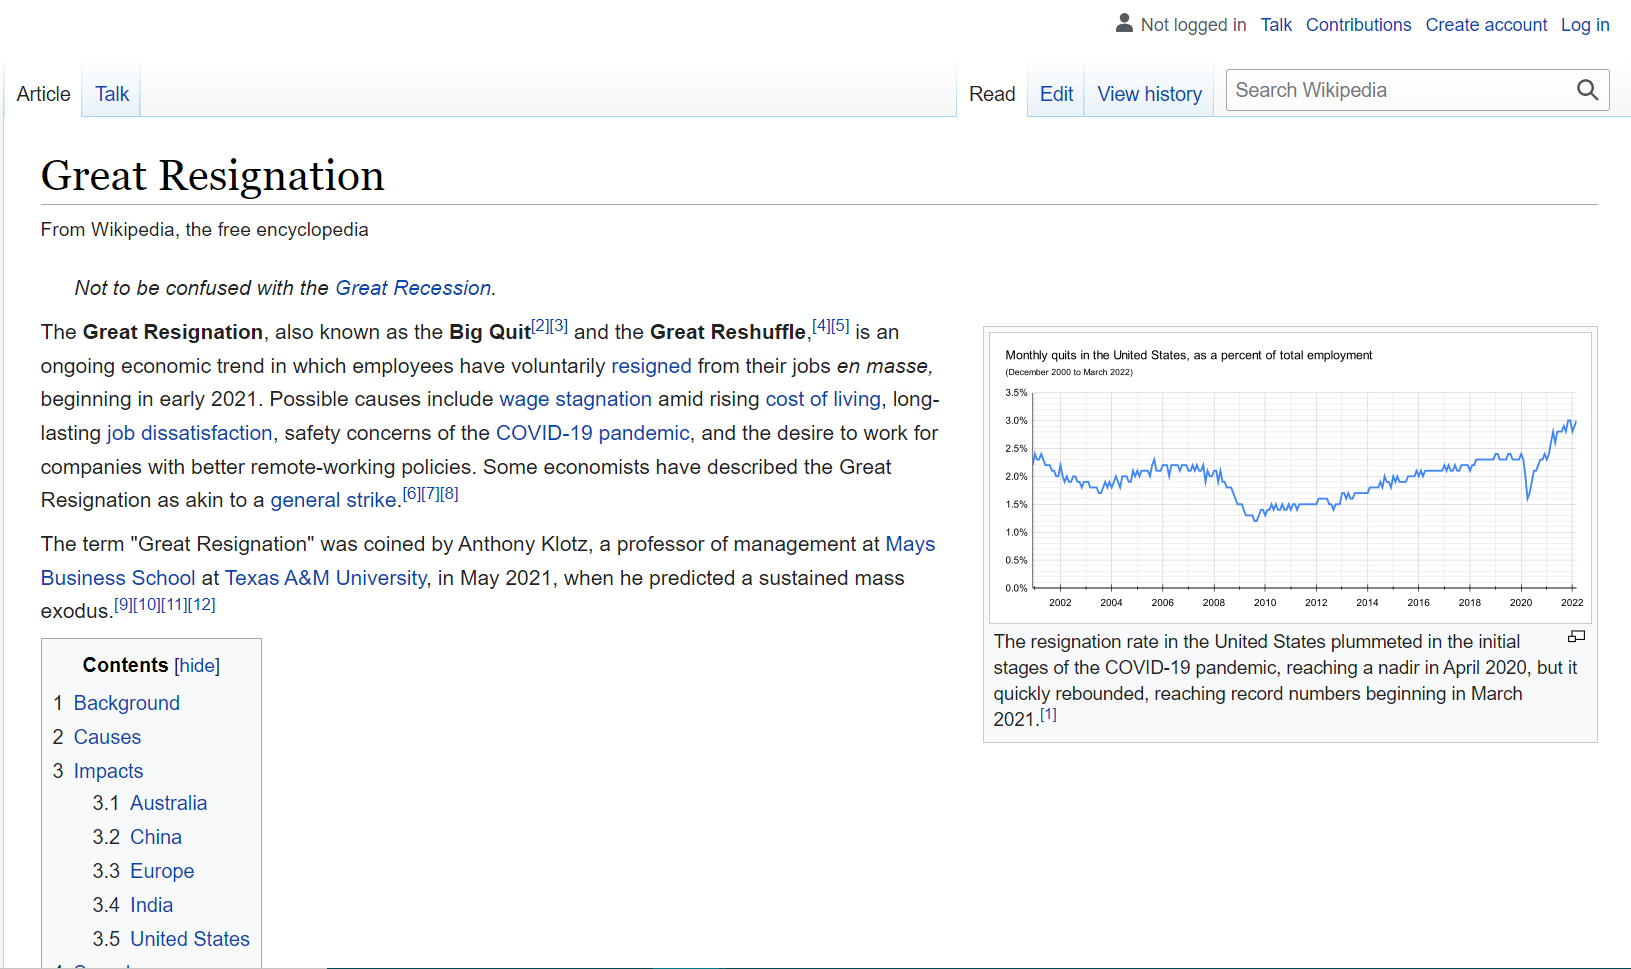 Not logged in Talk Contributions Create account Log in
Article Talk Read Edit View history Search Wikipedia
Great Resignation
From Wikipedia, the free encyclopedia
Not to be confused with the Great Recession.
The Great Resignation, also known as the Big Quit[2][3] and the Great Reshuffle,[4][5] is an
ongoing economic trend in which employees have voluntarily resigned from their jobs en masse,
beginning in early 2021. Possible causes include wage stagnation amid rising cost of living, long-
lasting job dissatisfaction, safety concerns of the COVID-19 pandemic, and the desire to work for
companies with better remote-working policies. Some economists have described the Great
Resignation as akin to a general strike.[6][7][8]
The term "Great Resignation" was coined by Anthony Klotz, a professor of management at Mays
Business School at Texas A&M University, in May 2021, when he predicted a sustained mass
exodus.[9][10][11][12]
Contents [hide]
1 Background
2 Causes
3 Impacts
3.1 Australia
3.2 China
3.3 Europe
3.4 India
3.5 United States
Monthly quits in the United States, as a percent of total employment
(December 2000 to March 2022)
3.5%
3.0%
2.5%
2.0%
1.5%
1.0%
0.5%
0.0%
2002 2004 2006 2008 2010 2012 2014 2016 2018 2020 2022
The resignation rate in the United States plummeted in the initial
stages of the COVID-19 pandemic, reaching a nadir in April 2020, but it
quickly rebounded, reaching record numbers beginning in March
2021.[1]